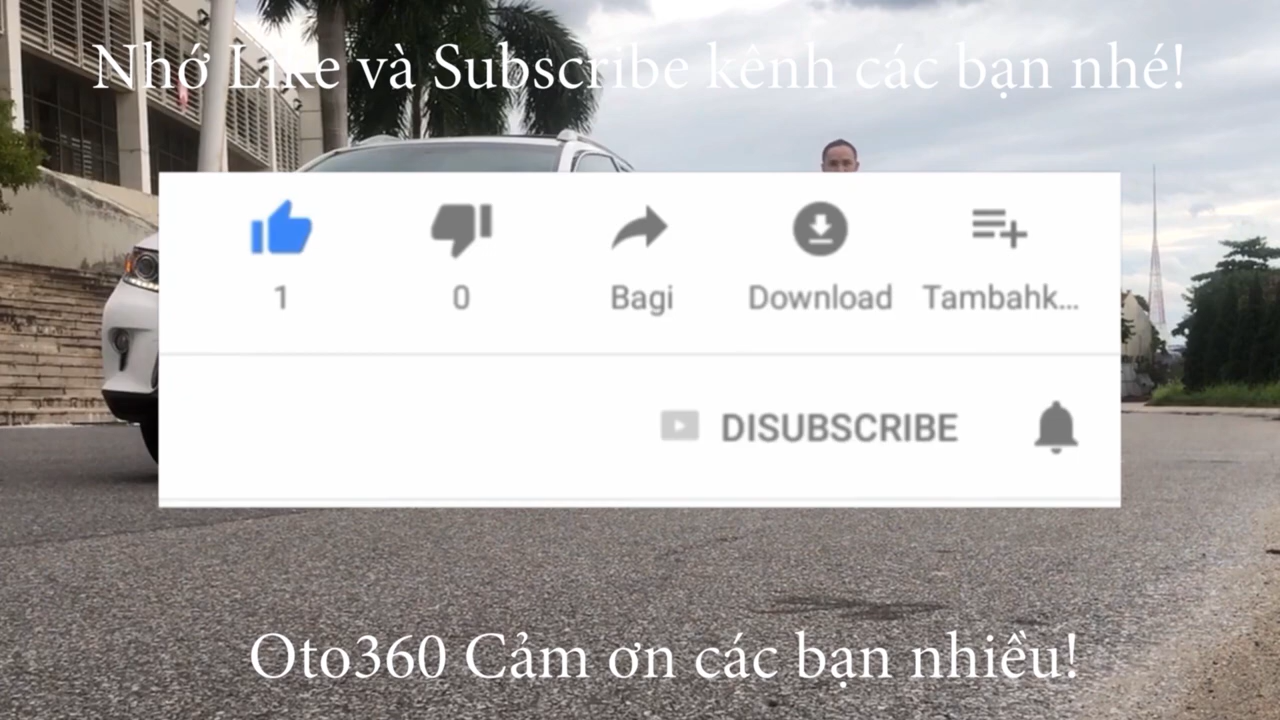 Nhớ Like và Subscribe kênh các bạn nhé!
1 0 Bagi Download Tambahk...
DISUBSCRIBE
Oto360 Cảm ơn các bạn nhiều!